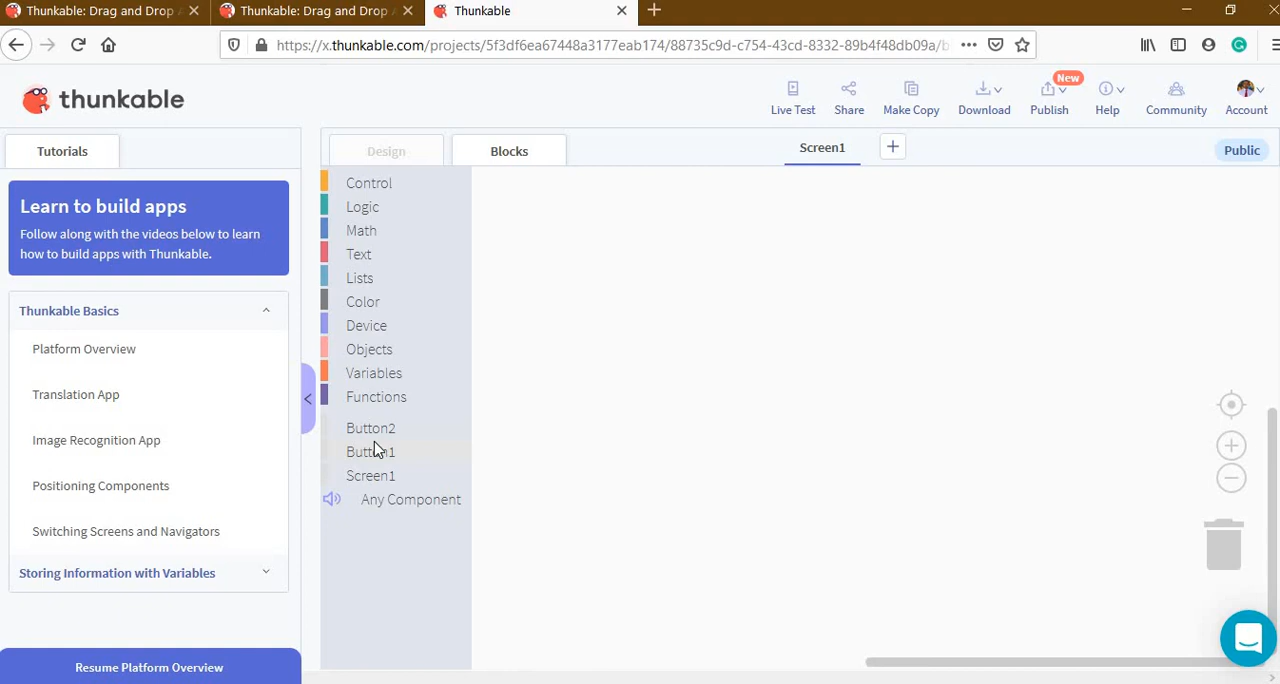 Thunkable: Drag and Drop
Thunkable: Drag and Drop
Thunkable
https://x.thunkable.com/projects/5f3df6ea67448a3177eab174/88735c9d-c754-43cd-8332-89b4f48db09a/b
thunkable
Live Test
Share
Make Copy
Download
New
Publish
Help
Community
Account
Tutorials
Design
Blocks
Screen1
Public
Learn to build apps
Follow along with the videos below to learn
how to build apps with Thunkable.
Thunkable Basics
Platform Overview
Translation App
Image Recognition App
Positioning Components
Switching Screens and Navigators
Storing Information with Variables
Resume Platform Overview
Control
Logic
Math
Text
Lists
Color
Device
Objects
Variables
Functions
Button2
Button1
Screen1
Any Component